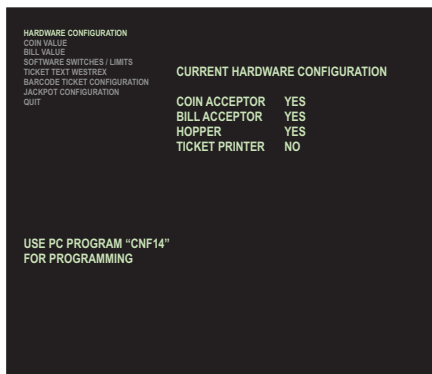 HARDWARE CONFIGURATION
COIN VALUE
BILL VALUE
SOFTWARE SWITCHES / LIMITS
TICKET TEXT WESTREX
BARCODE TICKET CONFIGURATION
JACKPOT CONFIGURATION
QUIT
CURRENT HARDWARE CONFIGURATION
COIN ACCEPTOR YES
BILL ACCEPTOR YES
HOPPER YES
TICKET PRINTER NO
USE PC PROGRAM “CNF14”
FOR PROGRAMMING